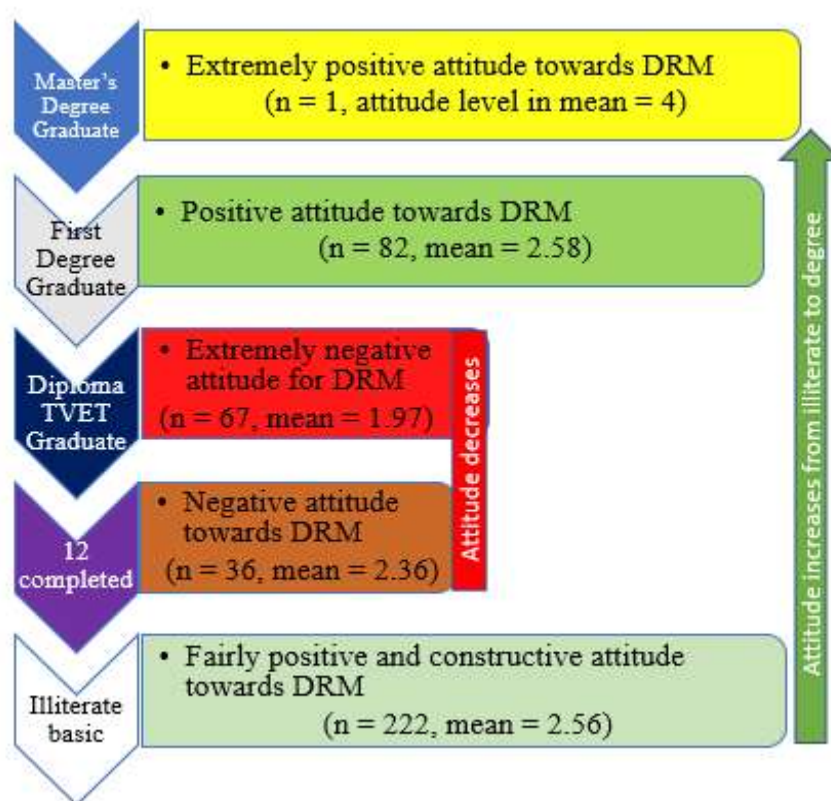 Master's
Degree
Graduate
• Extremely positive attitude towards DRM
(n = 1, attitude level in mean = 4)
First
Degree
Graduate
• Positive attitude towards DRM
(n = 82, mean = 2.58)
Diploma
TVET
Graduate
• Extremely negative
attitude for DRM
(n = 67, mean = 1.97)
12
completed
• Negative attitude
towards DRM
(n = 36, mean = 2.36)
Attitude decreases
Illiterate
basic
• Fairly positive and constructive attitude
towards DRM
(n = 222, mean = 2.56)
Attitude increases from illiterate to degree